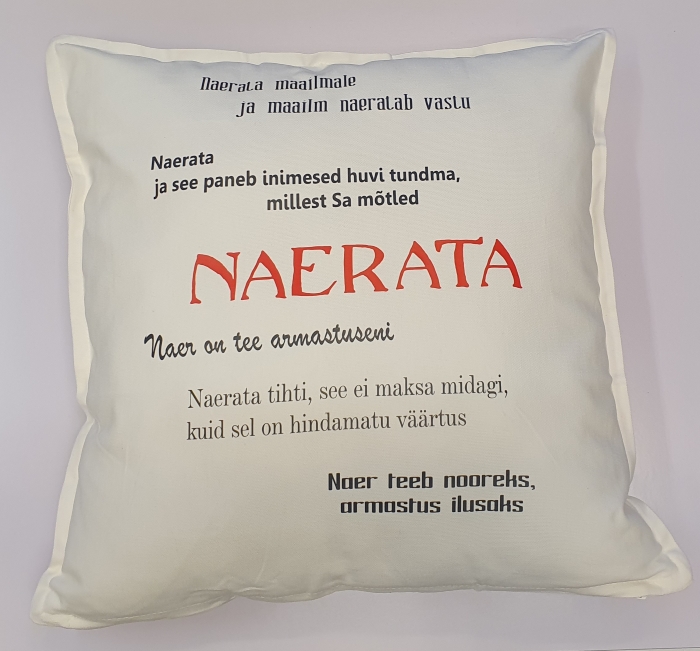 Naerata maailmale
ja maailm naeratab vastu
Naerata
ja see paneb inimesed huvi tundma,
millest Sa mõtled
NAERATA
Naer on tee armastuseni
Naerata tihti, see ei maksa midagi,
kuid sel on hindamatu väärtus
Naer teeb nooreks,
armastus ilusaks